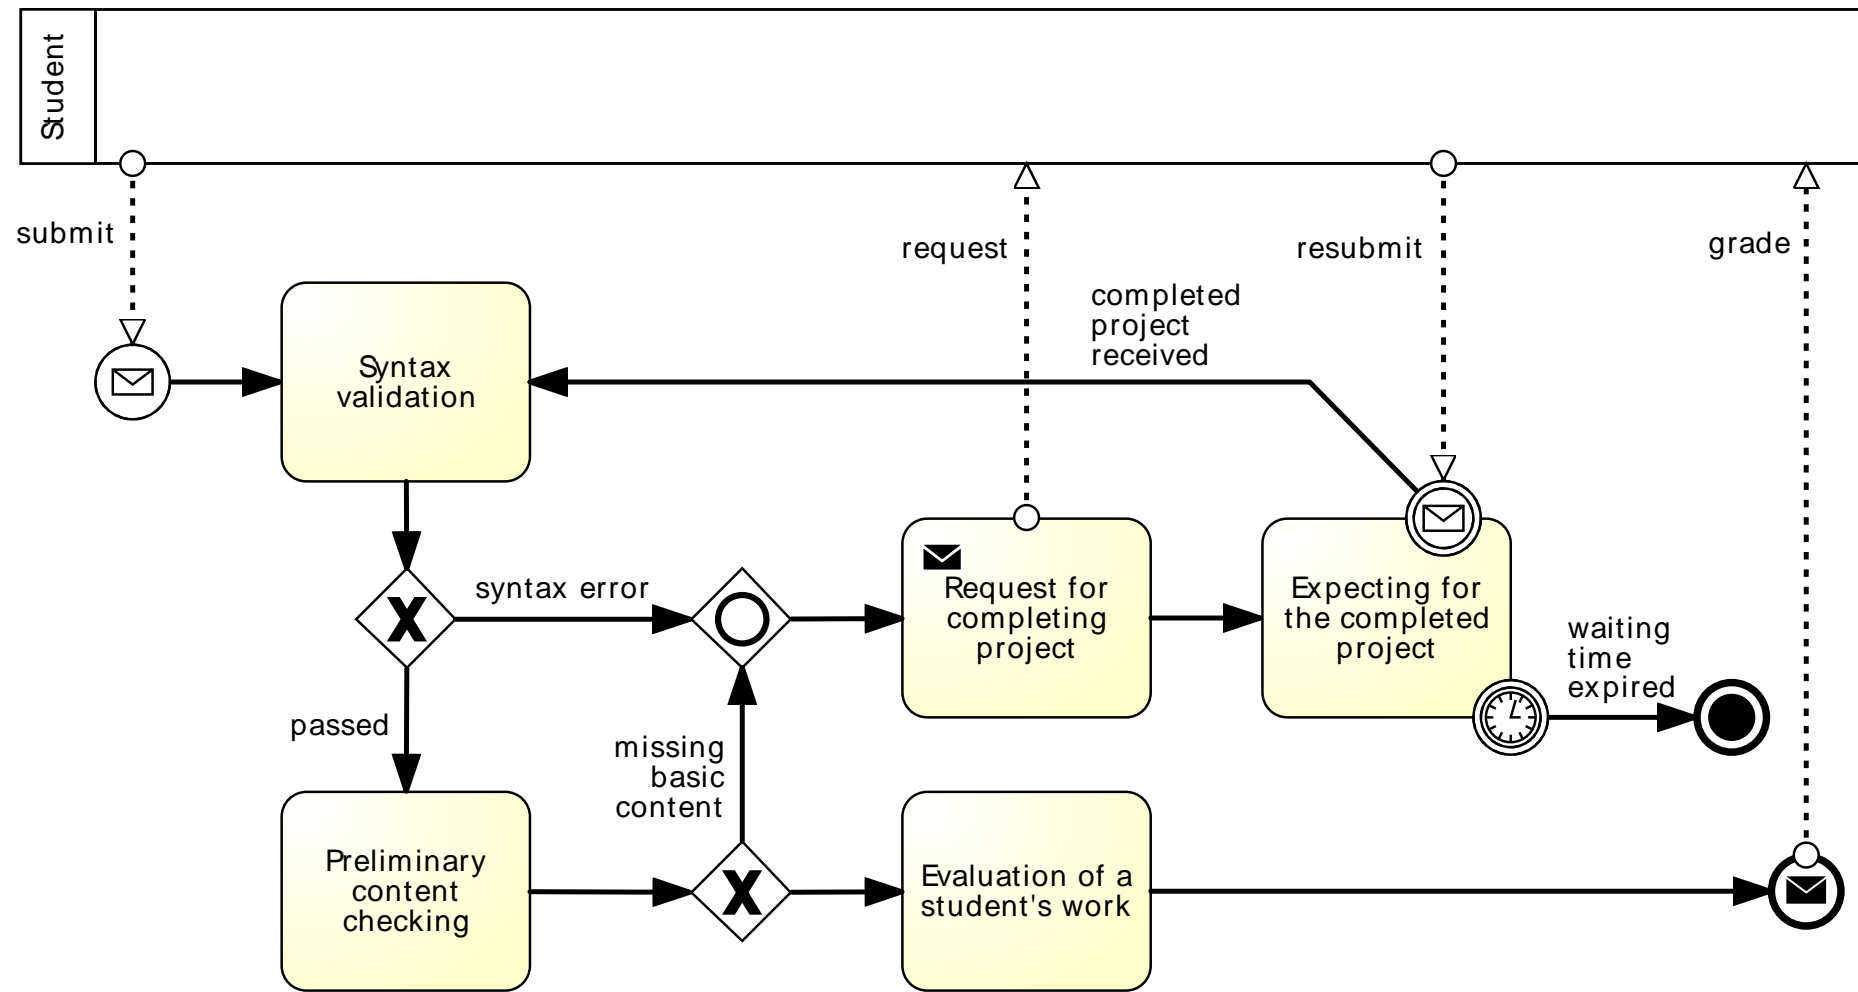 Student
submit
request
resubmit
grade
completed
project
received
Syntax
validation
syntax error
Request for
completing
project
Expecting for
the completed
project
waiting
time
expired
passed
missing
basic
content
Preliminary
content
checking
Evaluation of a
student's work